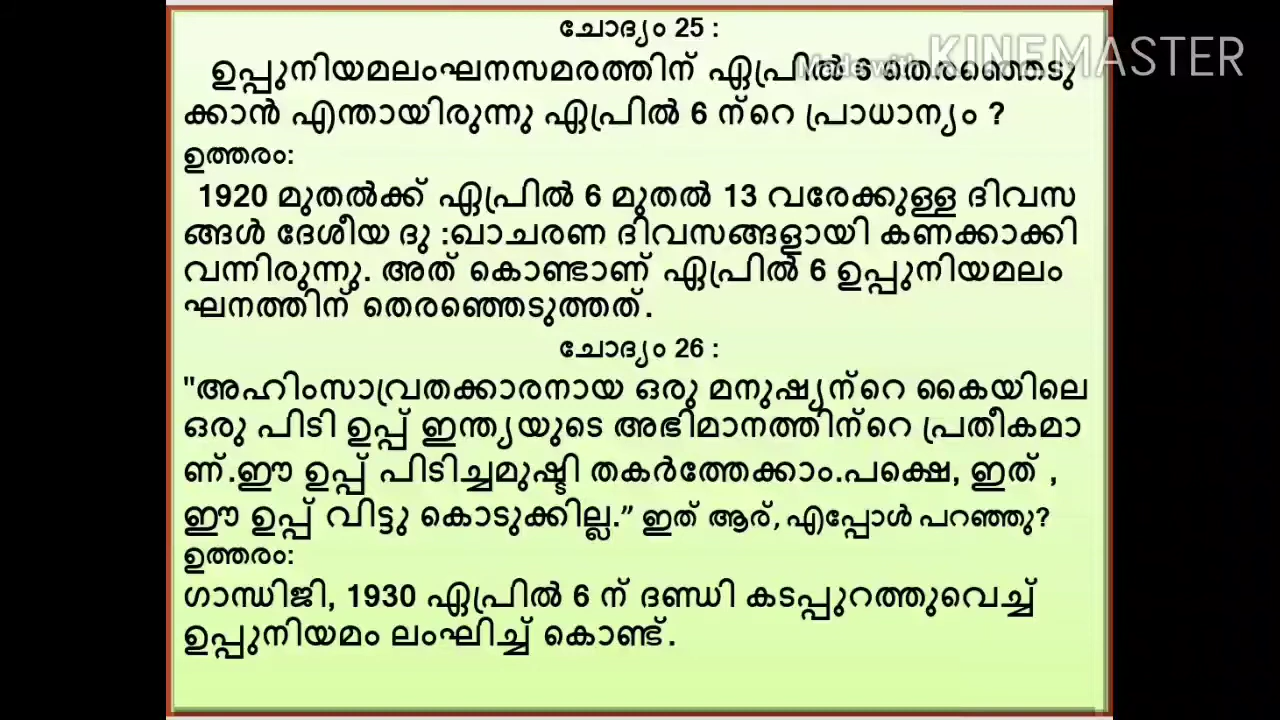 ചോദ്യം 25 :
Made with KINEMASTER
ഉപ്പുനിയമലംഘനസമരത്തിന് ഏപ്രിൽ 6 തെരഞ്ഞെടു
ക്കാൻ എന്തായിരുന്നു ഏപ്രിൽ 6 ന്റെ പ്രാധാന്യം ?
ഉത്തരം:
1920 മുതൽക്ക് ഏപ്രിൽ 6 മുതൽ 13 വരേക്കുള്ള ദിവസ
ങ്ങൾ ദേശീയ ദു :ഖാചരണ ദിവസങ്ങളായി കണക്കാക്കി
വന്നിരുന്നു. അത് കൊണ്ടാണ് ഏപ്രിൽ 6 ഉപ്പുനിയമലം
ഘനത്തിന് തെരഞ്ഞെടുത്തത്.
ചോദ്യം 26 :
"അഹിംസാവ്രതക്കാരനായ ഒരു മനുഷ്യന്റെ കൈയിലെ
ഒരു പിടി ഉപ്പ് ഇന്ത്യയുടെ അഭിമാനത്തിന്റെ പ്രതീകമാ
ണ്.ഈ ഉപ്പ് പിടിച്ചമുഷ്ടി തകർത്തേക്കാം.പക്ഷെ, ഇത് ,
ഈ ഉപ്പ് വിട്ടു കൊടുക്കില്ല.” ഇത് ആര്, എപ്പോൾ പറഞ്ഞു?
ഉത്തരം:
ഗാന്ധിജി, 1930 ഏപ്രിൽ 6 ന് ദണ്ഡി കടപ്പുറത്തുവെച്ച്
ഉപ്പുനിയമം ലംഘിച്ച് കൊണ്ട്.